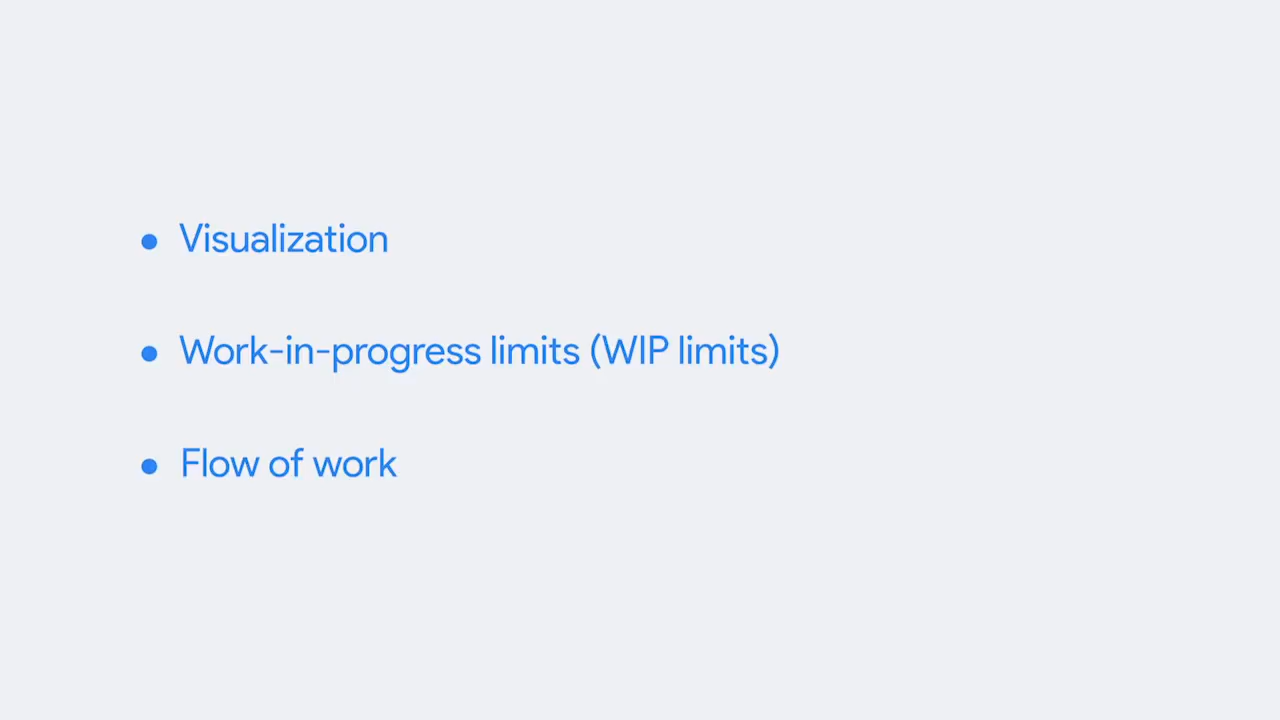 ● Visualization
● Work-in-progress limits (WIP limits)
● Flow of work